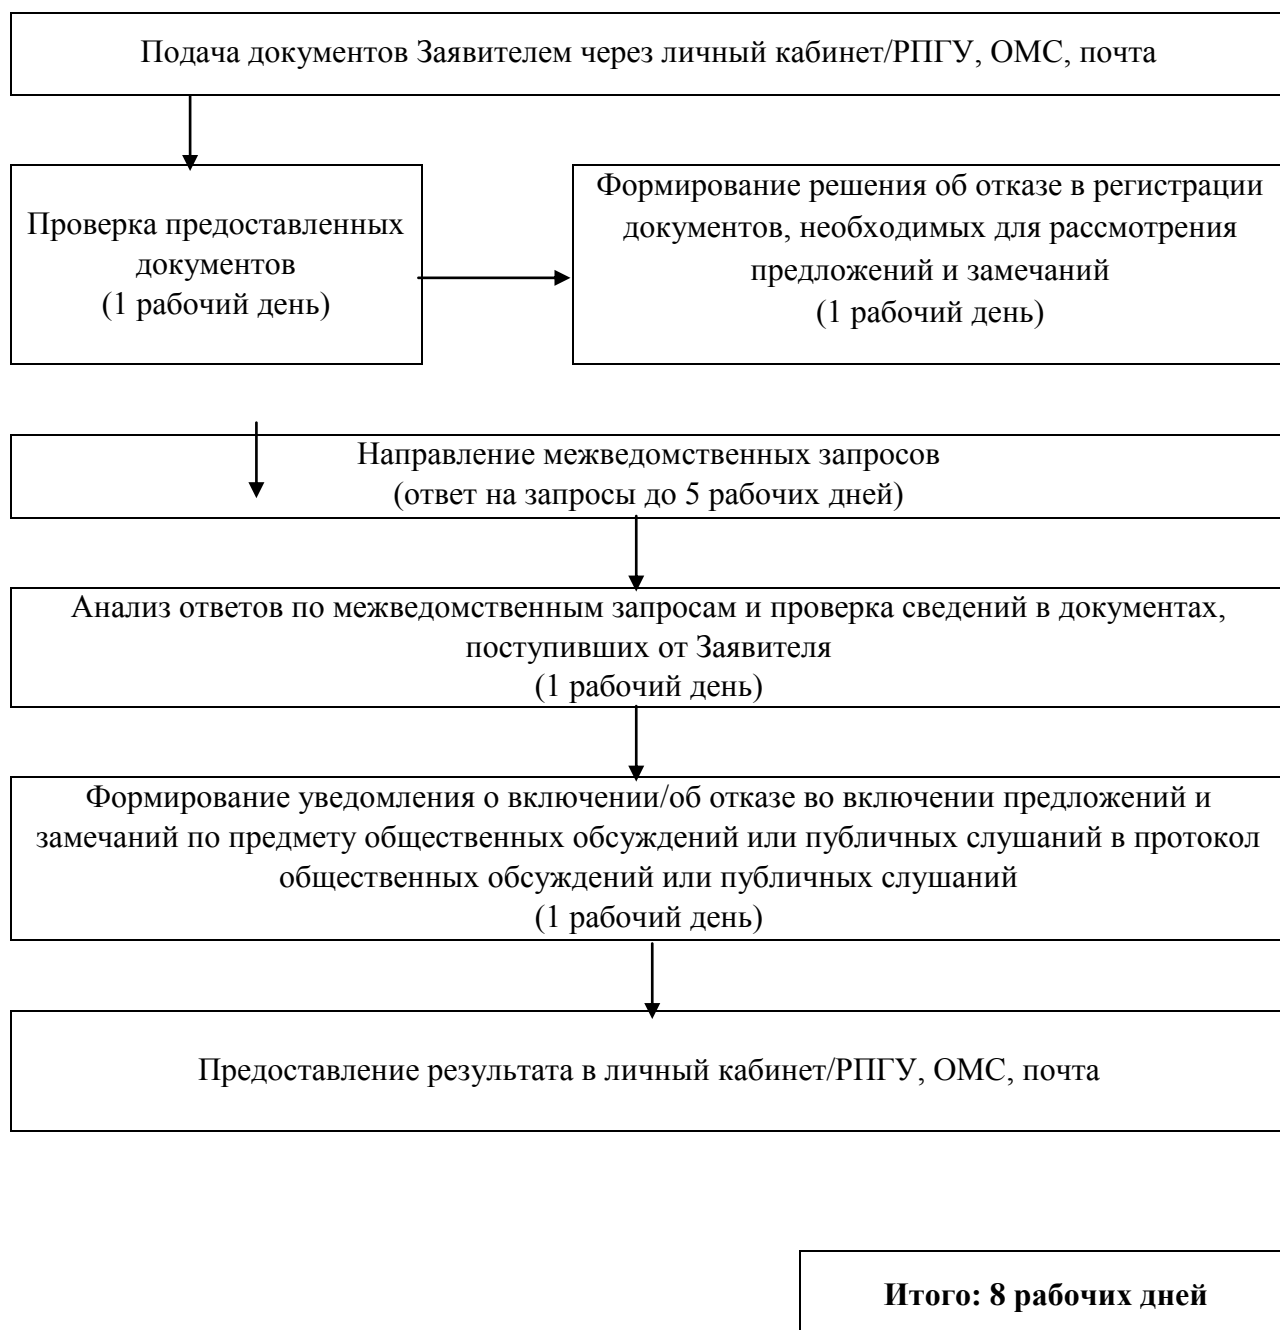 Подача документов Заявителем через личный кабинет/РПГУ, ОМС, почта
Проверка предоставленных
документов
(1 рабочий день)
Формирование решения об отказе в регистрации
документов, необходимых для рассмотрения
предложений и замечаний
(1 рабочий день)
Направление межведомственных запросов
(ответ на запросы до 5 рабочих дней)
Анализ ответов по межведомственным запросам и проверка сведений в документах,
поступивших от Заявителя
(1 рабочий день)
Формирование уведомления о включении/об отказе во включении предложений и
замечаний по предмету общественных обсуждений или публичных слушаний в протокол
общественных обсуждений или публичных слушаний
(1 рабочий день)
Предоставление результата в личный кабинет/РПГУ, ОМС, почта
Итого: 8 рабочих дней